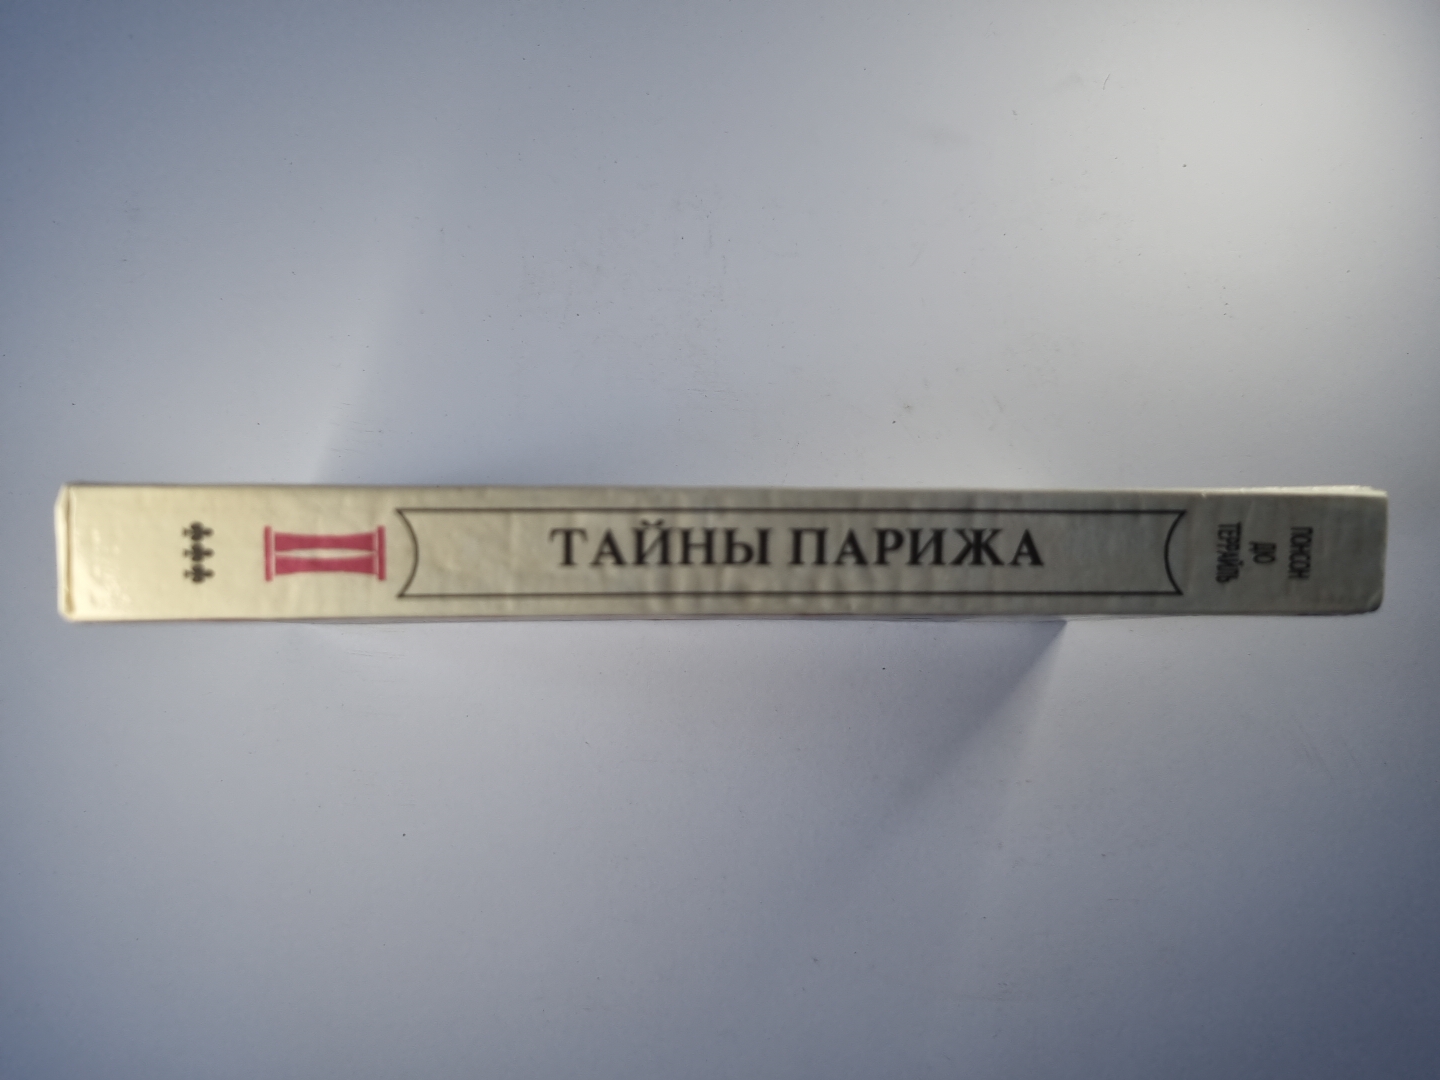 ПОНСОН
ДЮ
ТЕРРАЙЛЬ
ТАЙНЫ ПАРИЖА
II